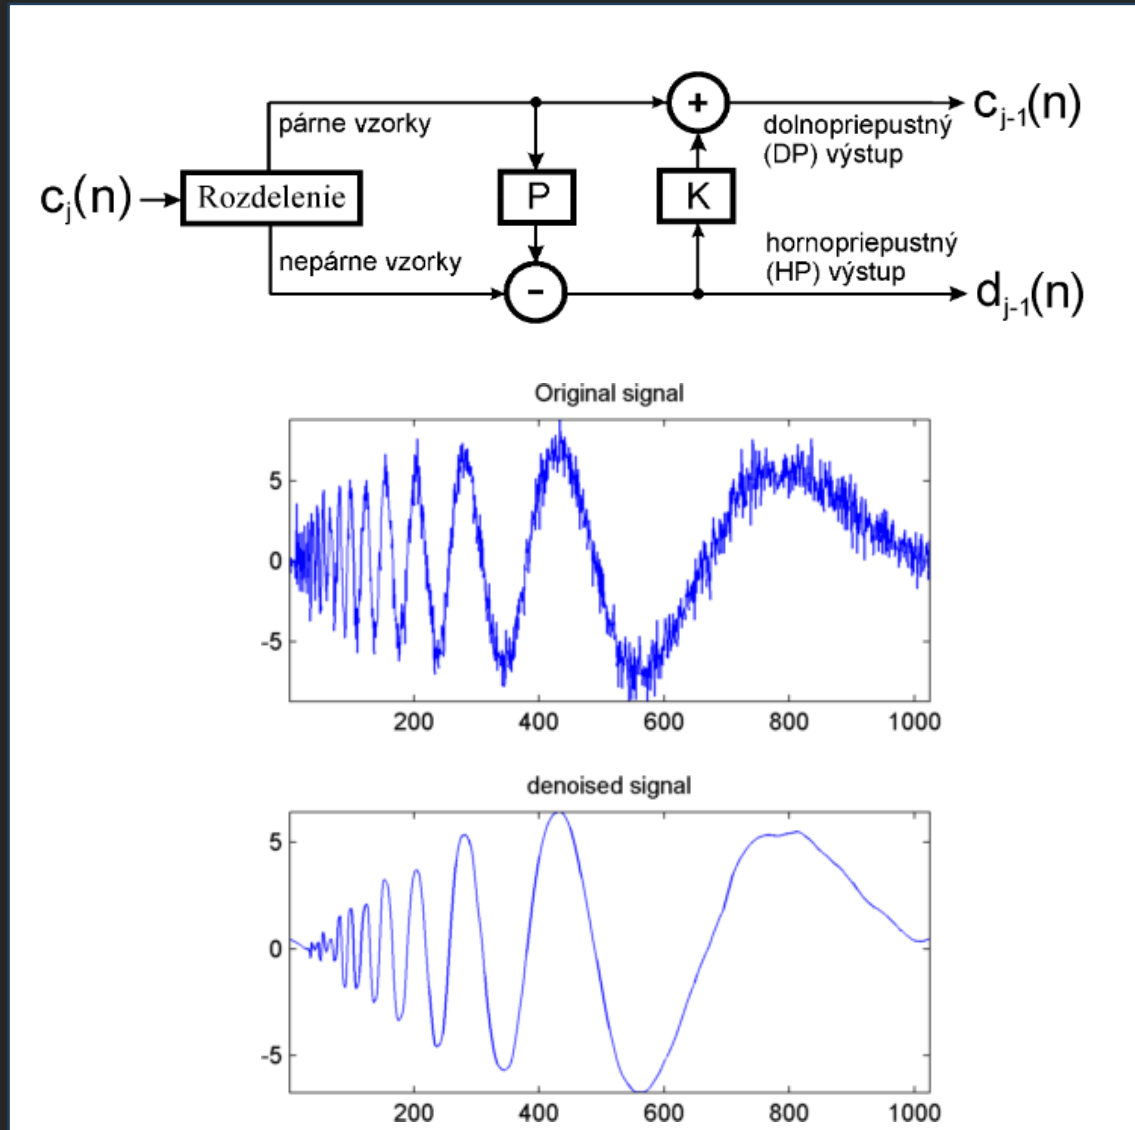 párne vzorky
+
c_{j-1}(n)
dolnopriepustný
(DP) výstup
c_j(n)
Rozdelenie
P
K
nepárne vzorky
hornopriepustný
(HP) výstup
-
d_{j-1}(n)
Original signal
5
0
-5
200 400 600 800 1000
denoised signal
5
0
-5
200 400 600 800 1000